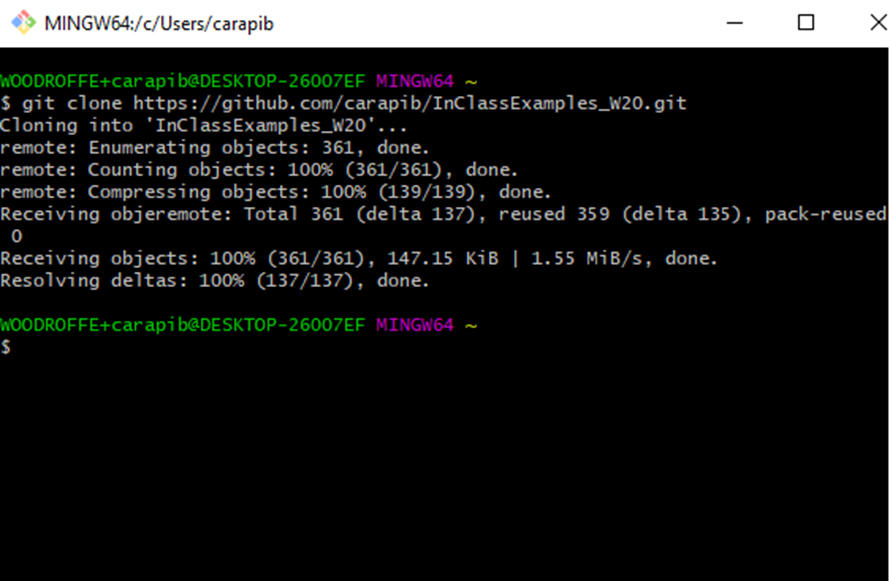 MINGW64:/c/Users/carapib
WOODROFFE+carapib@DESKTOP-26007EF MINGW64 ~
$ git clone https://github.com/carapib/InClassExamples_W20.git
Cloning into 'InClassExamples_W20'...
remote: Enumerating objects: 361, done.
remote: Counting objects: 100% (361/361), done.
remote: Compressing objects: 100% (139/139), done.
Receiving objeremote: Total 361 (delta 137), reused 359 (delta 135), pack-reused
0
Receiving objects: 100% (361/361), 147.15 KiB | 1.55 MiB/s, done.
Resolving deltas: 100% (137/137), done.
WOODROFFE+carapib@DESKTOP-26007EF MINGW64 ~
$